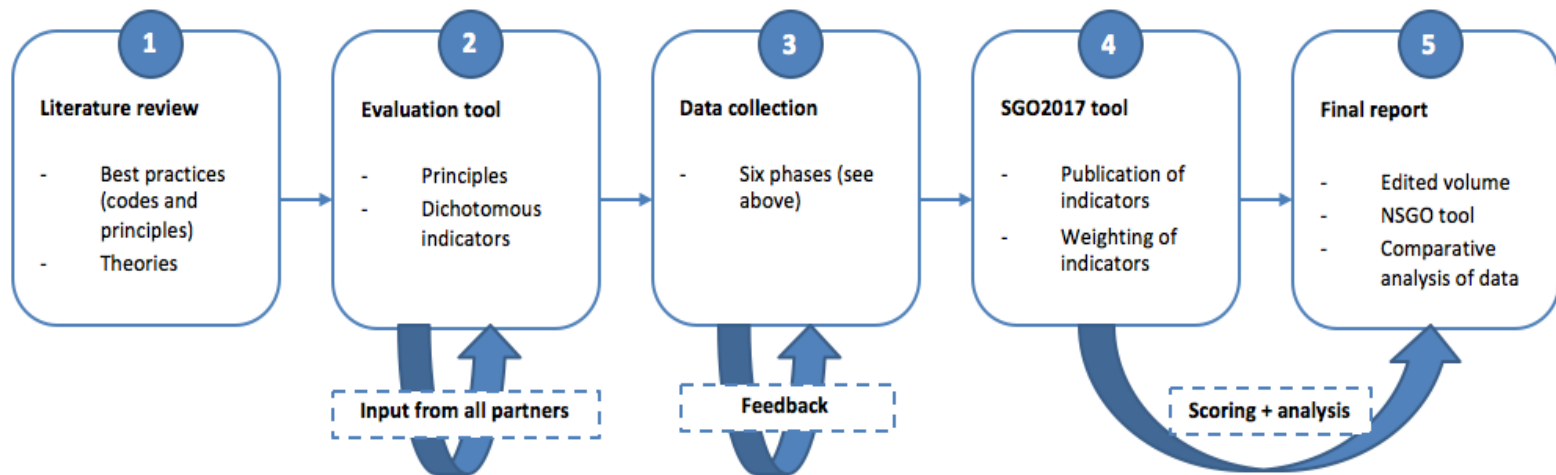 1
Literature review
- Best practices
(codes and
principles)
- Theories
2
Evaluation tool
- Principles
- Dichotomous
indicators
Input from all partners
3
Data collection
- Six phases (see
above)
Feedback
4
SGO2017 tool
- Publication of
indicators
- Weighting of
indicators
Scoring + analysis
5
Final report
- Edited volume
- NSGO tool
- Comparative
analysis of data